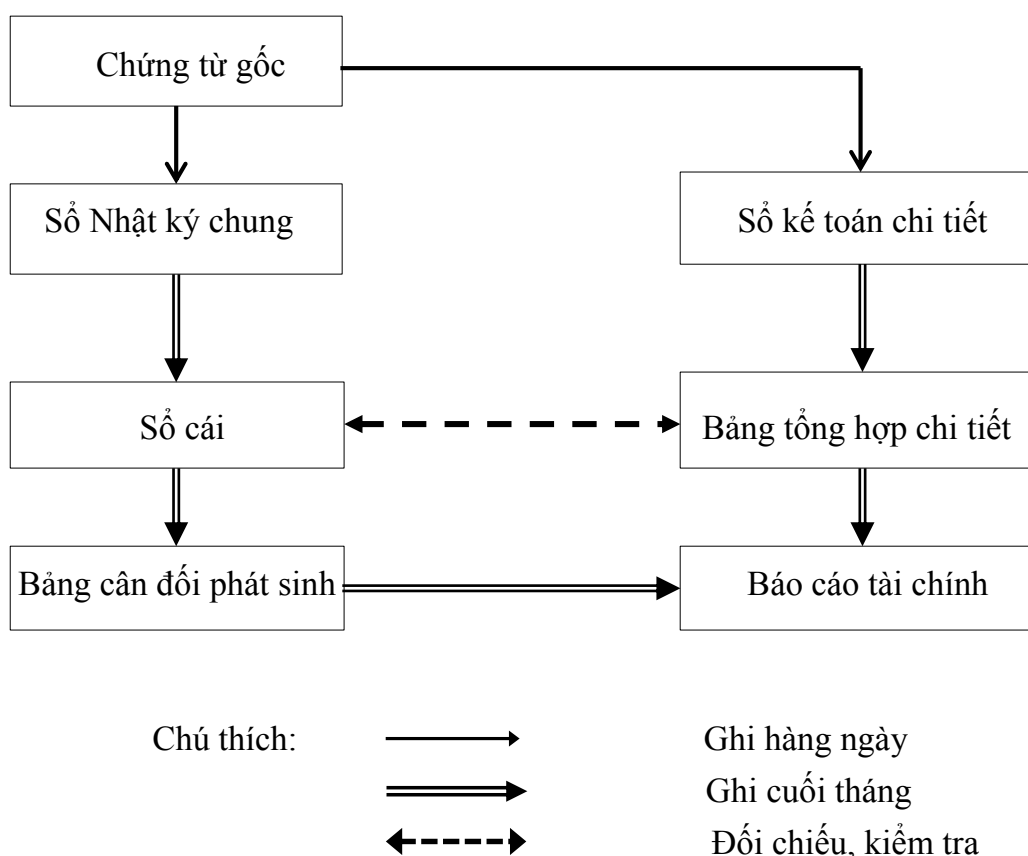 Chứng từ gốc
Sổ Nhật ký chung
Sổ kế toán chi tiết
Sổ cái
Bảng tổng hợp chi tiết
Bảng cân đối phát sinh
Báo cáo tài chính
Chú thích:
Ghi hàng ngày
Ghi cuối tháng
Đối chiếu, kiểm tra